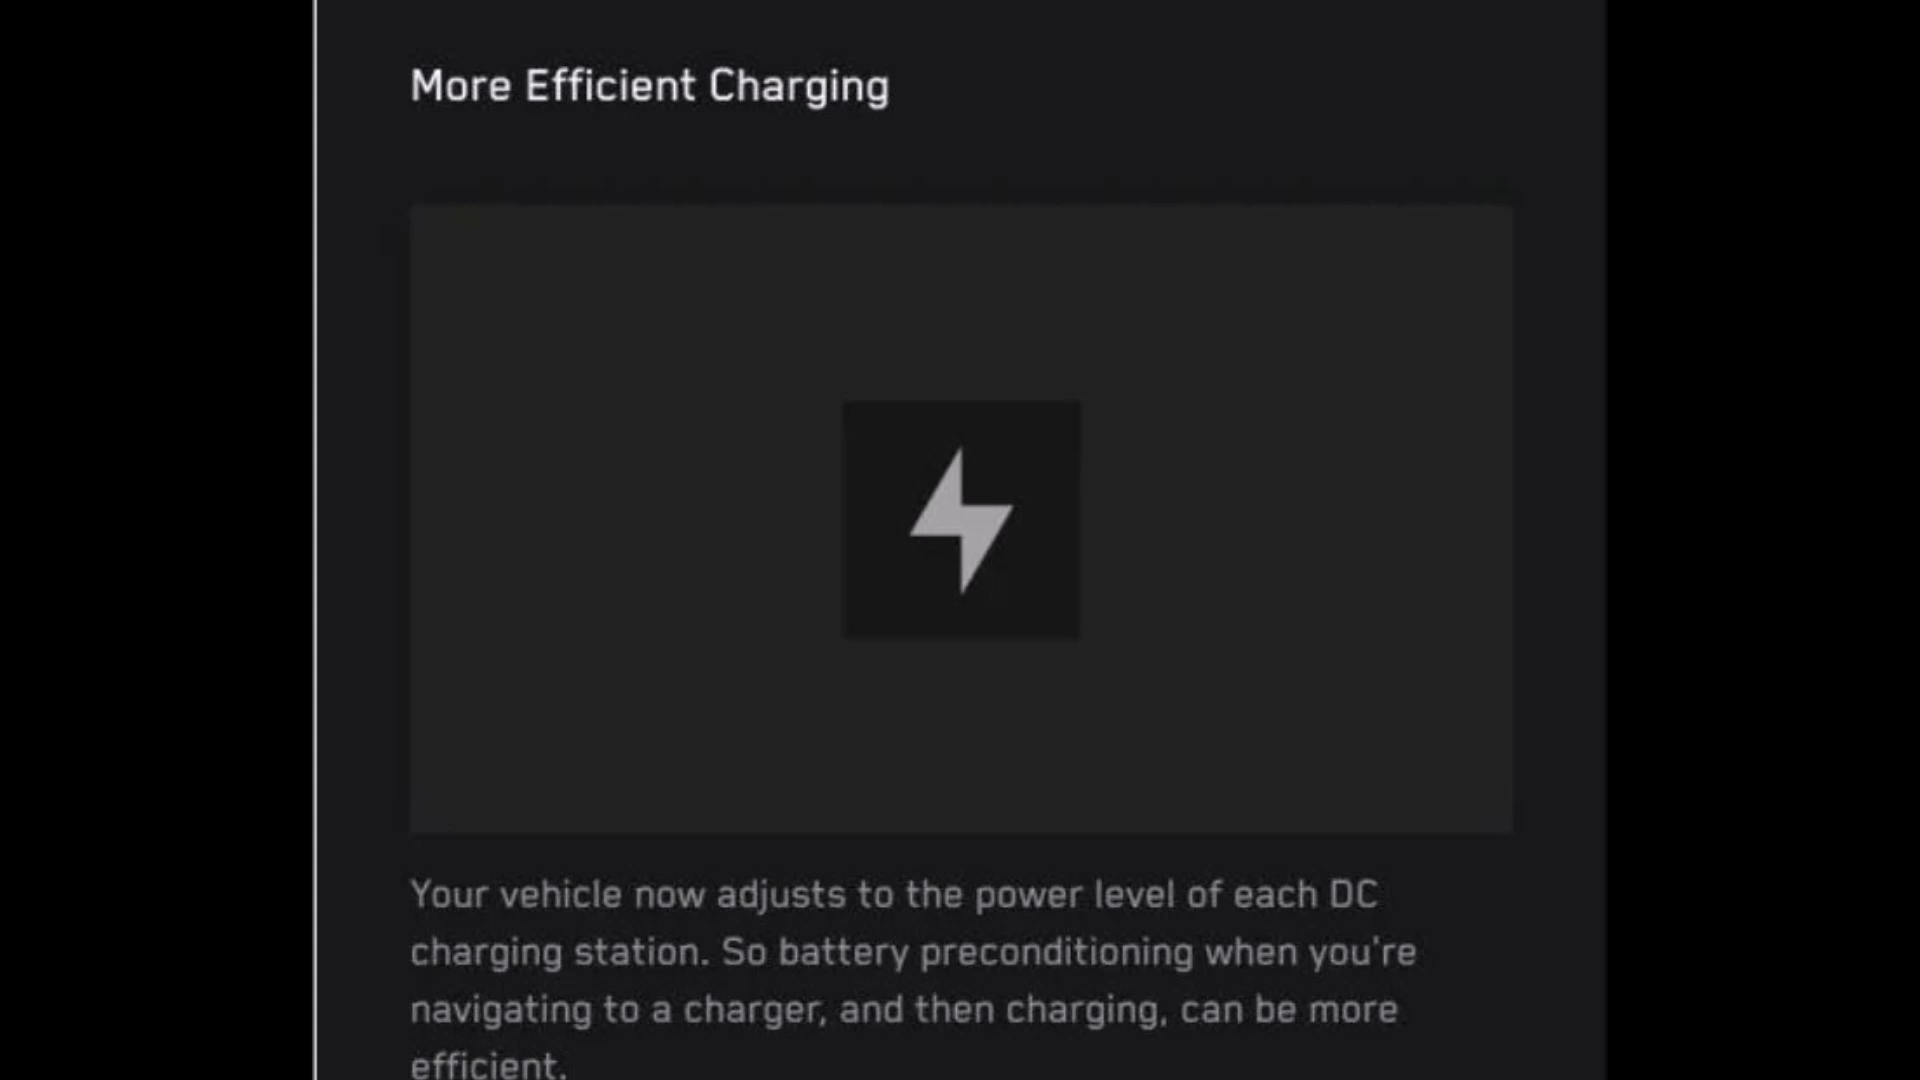 More Efficient Charging
Your vehicle now adjusts to the power level of each DC
charging station. So battery preconditioning when you're
navigating to a charger, and then charging, can be more
efficient.